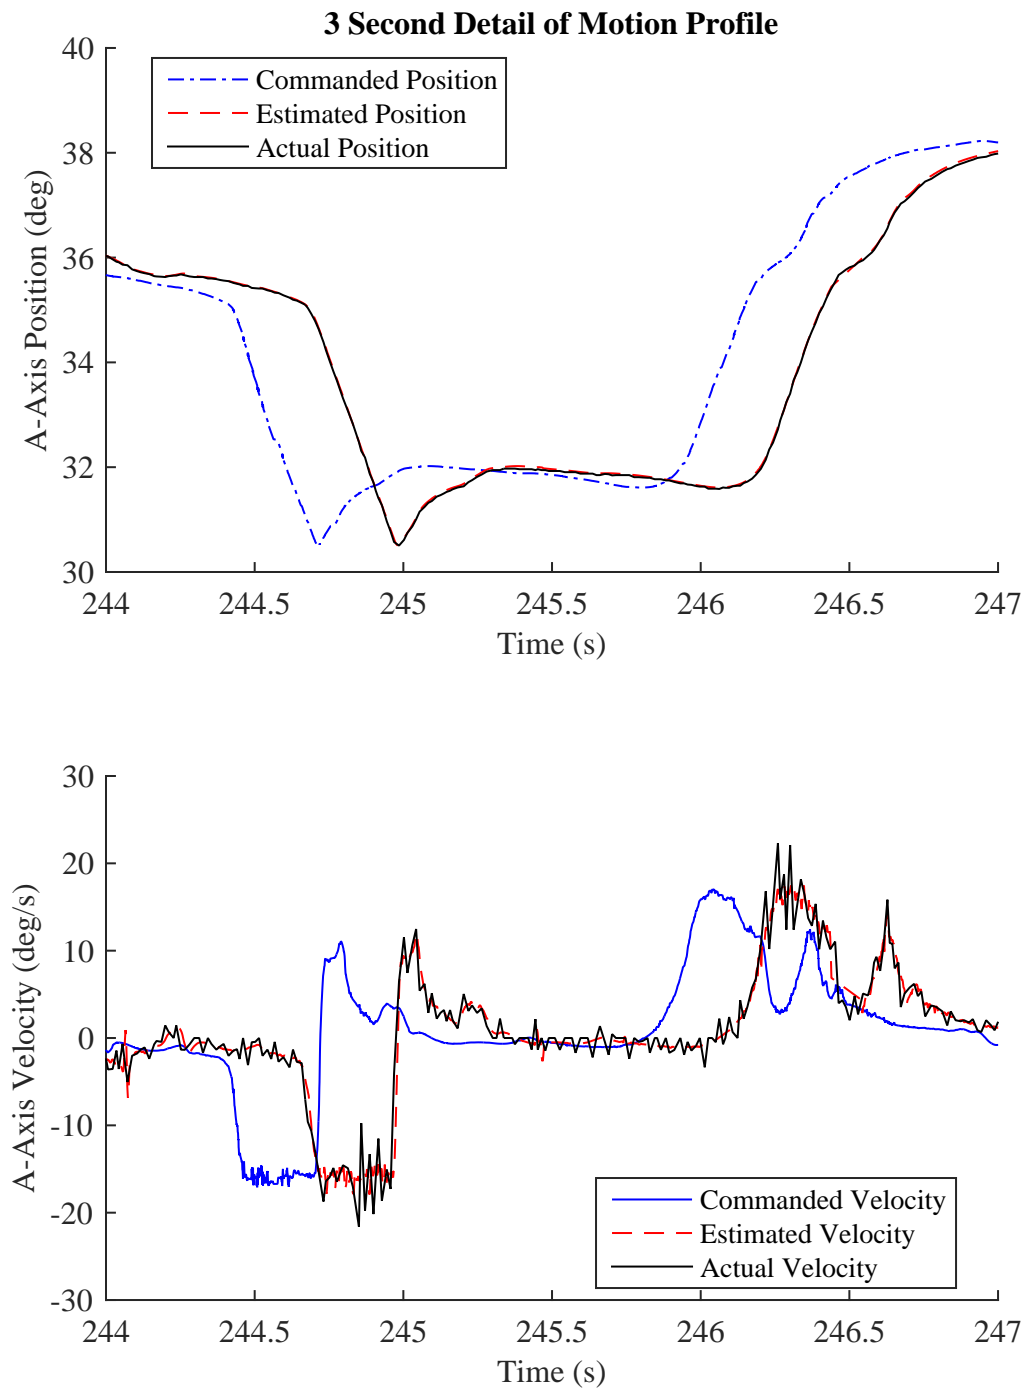 3 Second Detail of Motion Profile
40
38
36
34
32
30
A-Axis Position (deg)
Commanded Position
Estimated Position
Actual Position
244
244.5
245
245.5
246
246.5
247
Time (s)
30
20
10
0
-10
-20
-30
A-Axis Velocity (deg/s)
Commanded Velocity
Estimated Velocity
Actual Velocity
244
244.5
245
245.5
246
246.5
247
Time (s)